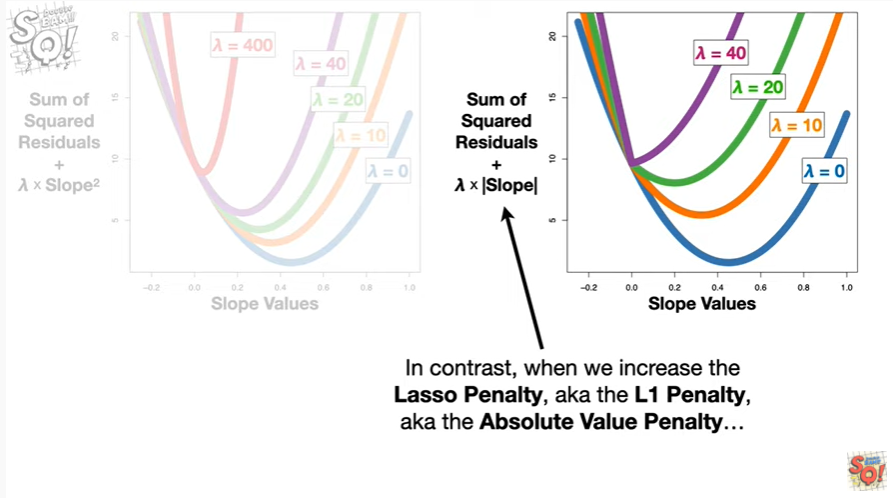 STATQUEST!
DOUBLE BAM!!!
SQ!
Sum of
Squared
Residuals
+
λ x Slope²
20
15
10
5
λ = 400
λ = 40
λ = 20
λ = 10
λ = 0
-0.2 0.0 0.2 0.4 0.6 0.8 1.0
Slope Values
Sum of
Squared
Residuals
+
λ x |Slope|
20
15
10
5
λ = 40
λ = 20
λ = 10
λ = 0
-0.2 0.0 0.2 0.4 0.6 0.8 1.0
Slope Values
In contrast, when we increase the
Lasso Penalty, aka the L1 Penalty,
aka the Absolute Value Penalty...
SQ!